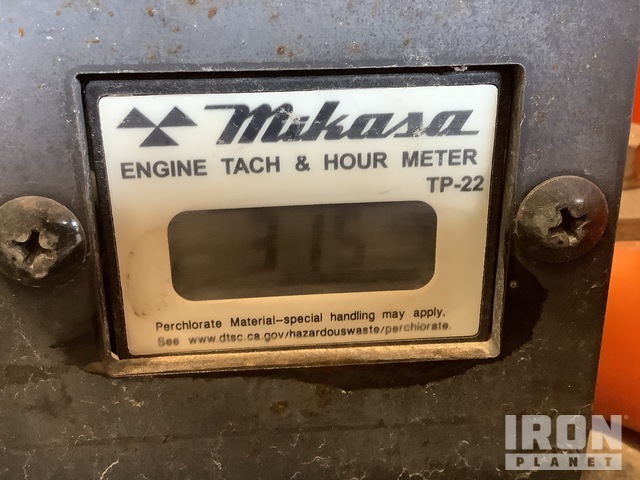 Mikasa
ENGINE TACH & HOUR METER
TP-22
Perchlorate Material-special handling may apply,
See www.dtsc.ca.gov/hazardouswaste/perchlorate.
IRON
PLANET